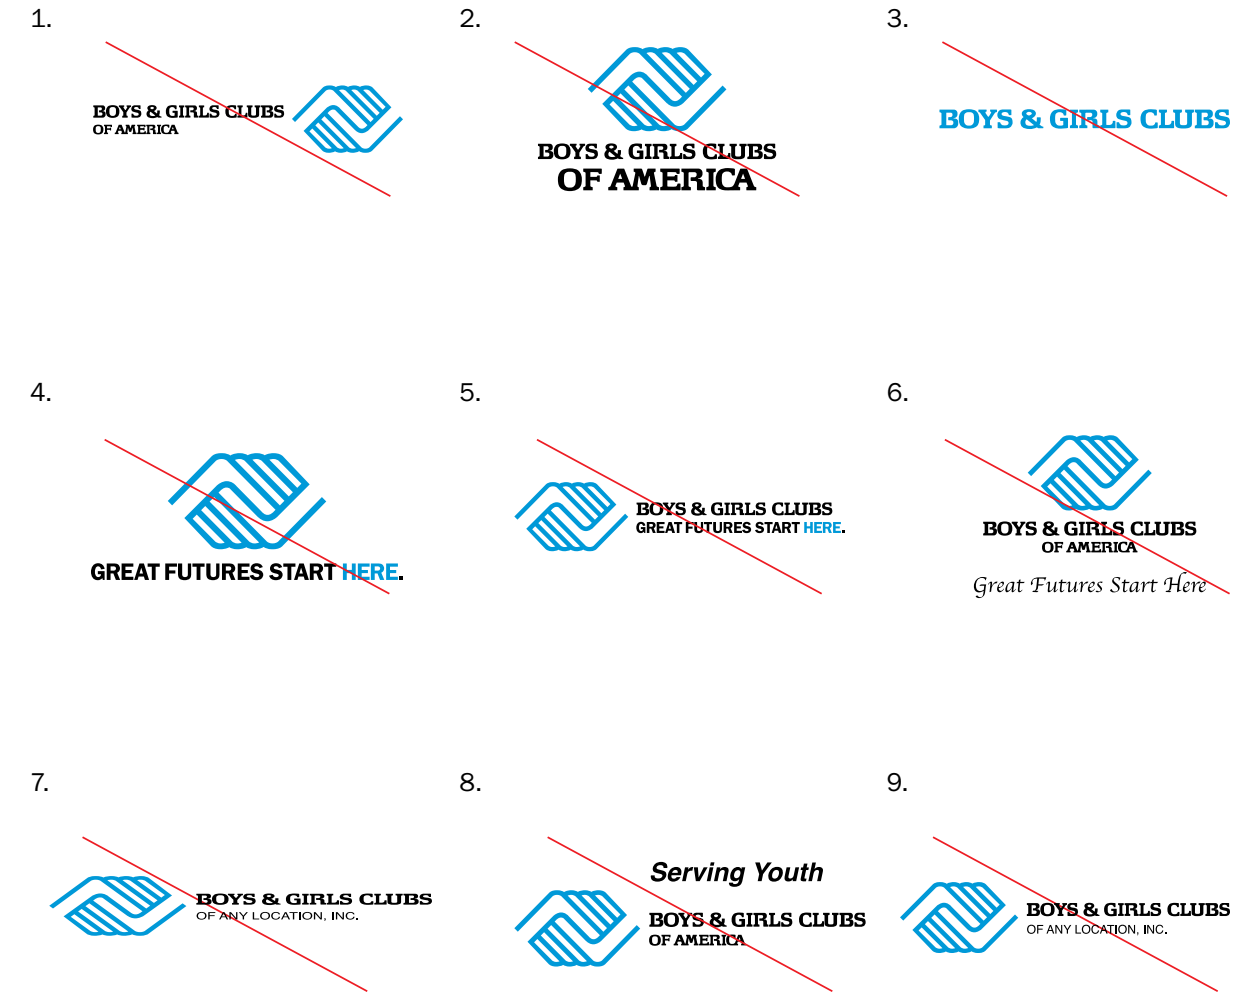 1.
BOYS & GIRLS CLUBS
OF AMERICA
2.
BOYS & GIRLS CLUBS
OF AMERICA
3.
BOYS & GIRLS CLUBS
4.
GREAT FUTURES START HERE.
5.
BOYS & GIRLS CLUBS
GREAT FUTURES START HERE.
6.
BOYS & GIRLS CLUBS
OF AMERICA
Great Futures Start Here
7.
BOYS & GIRLS CLUBS
OF ANY LOCATION, INC.
8.
Serving Youth
BOYS & GIRLS CLUBS
OF AMERICA
9.
BOYS & GIRLS CLUBS
OF ANY LOCATION, INC.